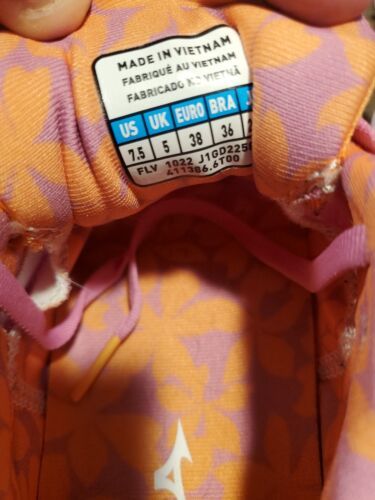 MADE IN VIETNAM
FABRIQUÉ AU VIETNAM
FABRICADO NO VIETNÃ
US UK EURO BRA
7.5 5 38 36
FLV 1022 J1GD225
411386.6T00